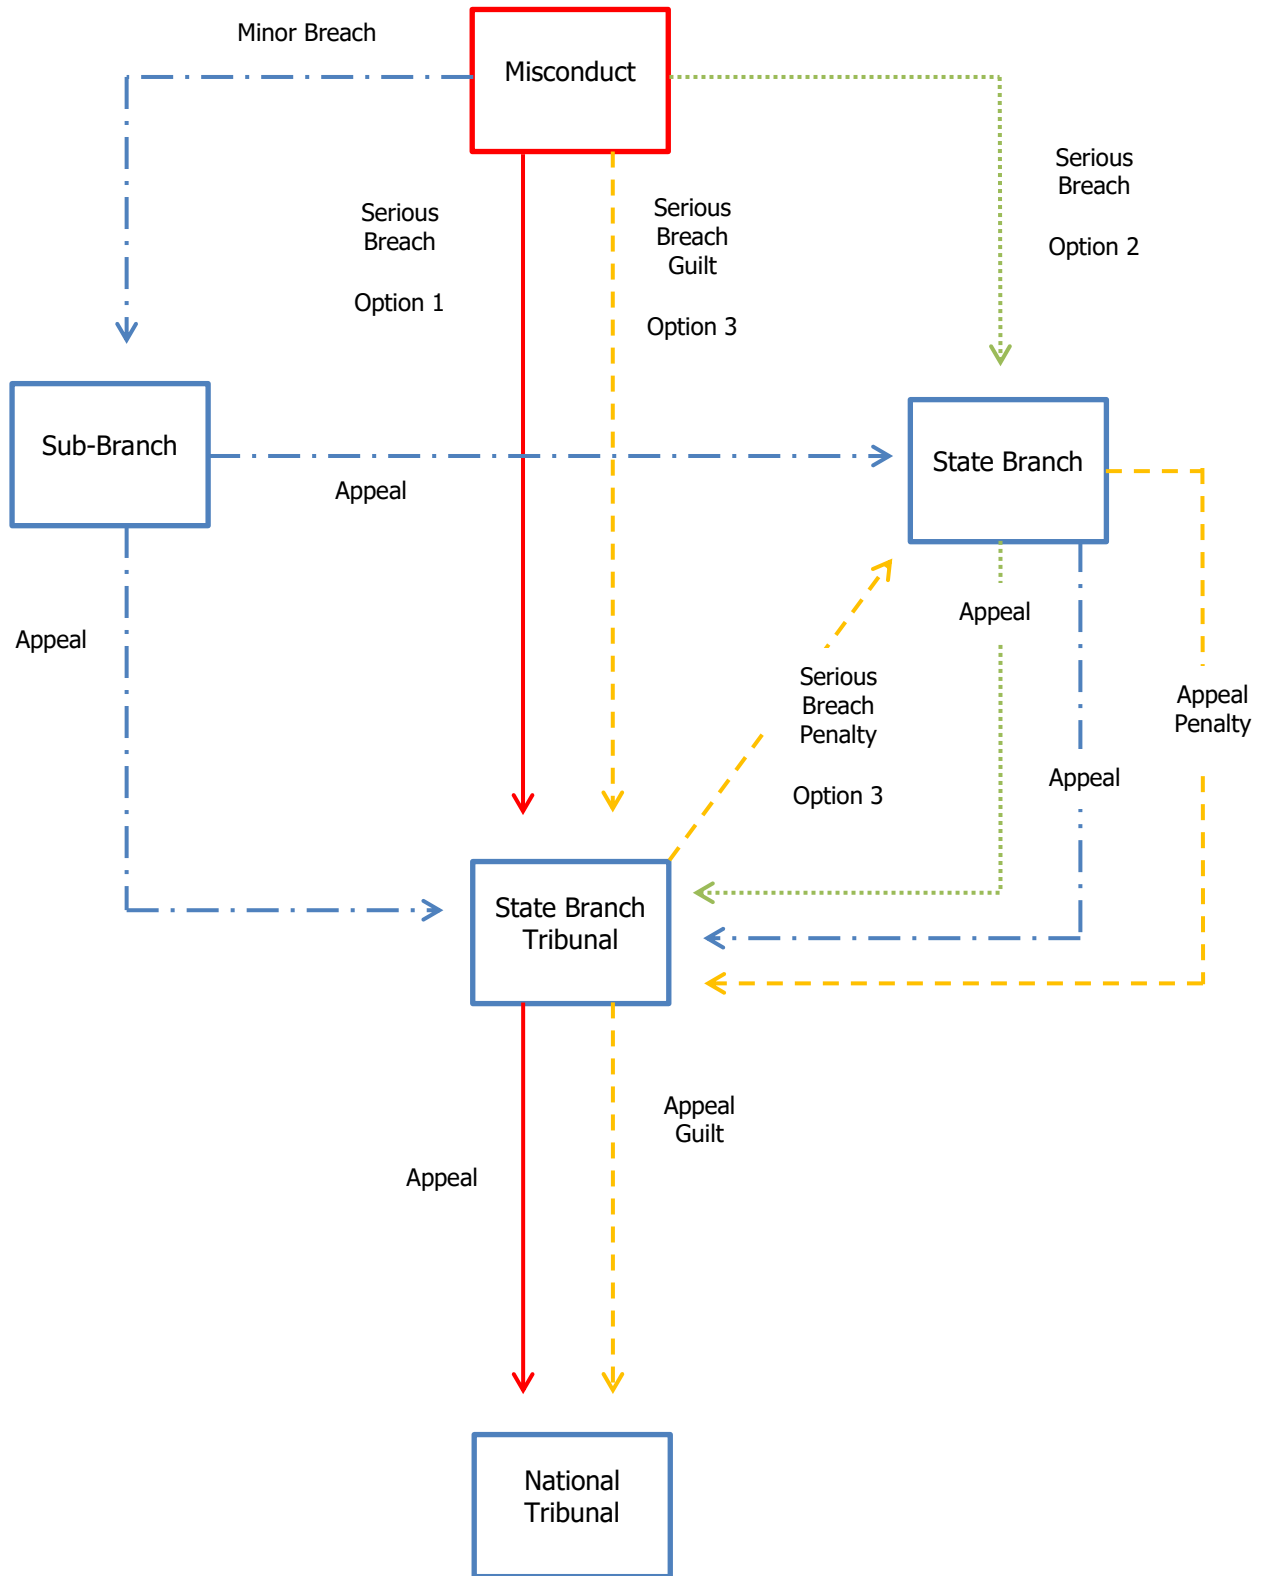 Minor Breach
Misconduct
Serious
Breach
Option 1
Serious
Breach
Guilt
Option 3
Serious
Breach
Option 2
Sub-Branch
Appeal
State Branch
Appeal
Appeal
Serious
Breach
Penalty
Option 3
Appeal
Appeal
Penalty
State Branch
Tribunal
Appeal
Appeal
Guilt
National
Tribunal